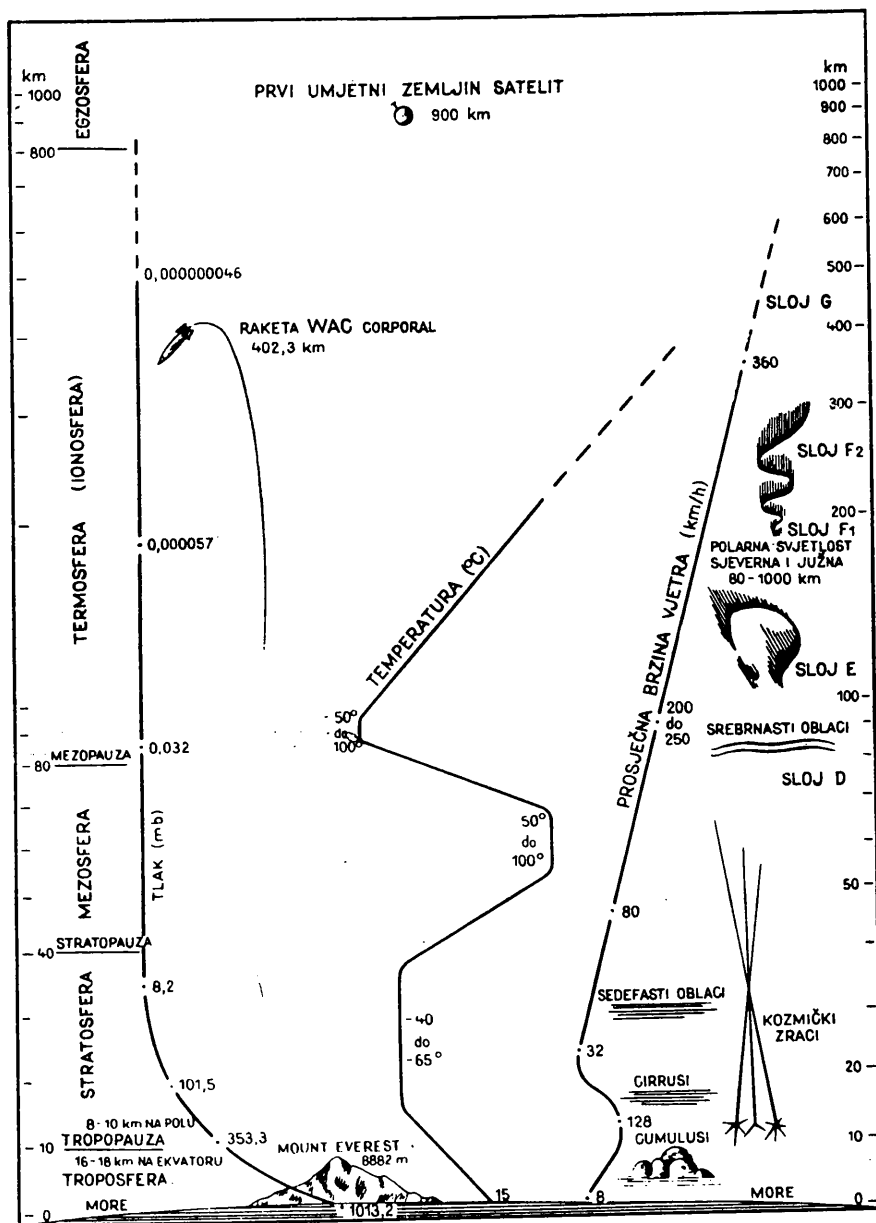 km
1000
800
80
40
10
0
EGZOSFERA
TERMOSFERA (IONOSFERA)
MEZOPAUZA
MEZOSFERA
STRATOPAUZA
STRATOSFERA
8-10 km NA POLU
TROPOPAUZA
16-18 km NA EKVATORU
TROPOSFERA
MORE
TLAK (mb)
0,000000046
0,000057
0,032
8,2
101,5
353,3
1013,2
PRVI UMJETNI ZEMLJIN SATELIT
900 km
RAKETA WAC CORPORAL
402,3 km
TEMPERATURA (°C)
- 50°
do
100°
50°
do
100°
-40
do
-65°
15
MOUNT EVEREST
8882 m
PROSJEČNA BRZINA VJETRA (km/h)
360
200
do
250
80
32
128
8
SLOJ G
SLOJ F2
SLOJ F1
POLARNA SVJETLOST
SJEVERNA I JUŽNA
80-1000 km
SLOJ E
SREBRNASTI OBLACI
SLOJ D
SEDEFASTI OBLACI
KOZMIČKI
ZRACI
CIRRUSI
CUMULUSI
MORE
km
1000
900
800
700
600
500
400
300
200
100
50
20
10
0